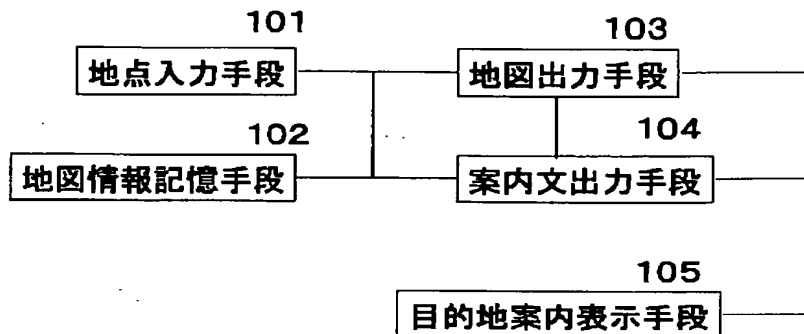 101
地点入力手段
103
地図出力手段
102
地図情報記憶手段
104
案内文出力手段
105
目的地案内表示手段